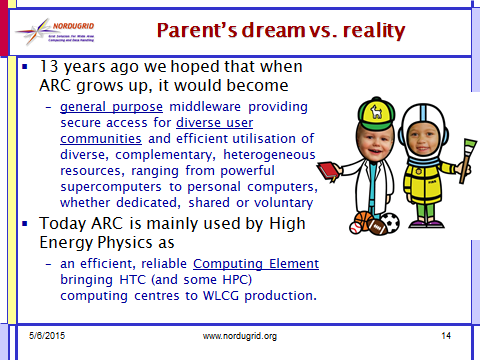 NORDUGRID
Grid Solution for Wide Area
Computing and Data Handling
Parent's dream vs. reality
13 years ago we hoped that when
ARC grows up, it would become
– general purpose middleware providing
secure access for diverse user
communities and efficient utilisation of
diverse, complementary, heterogeneous
resources, ranging from powerful
supercomputers to personal computers,
whether dedicated, shared or voluntary
Today ARC is mainly used by High
Energy Physics as
– an efficient, reliable Computing Element
bringing HTC (and some HPC)
computing centres to WLCG production.
5/6/2015
www.nordugrid.org
14